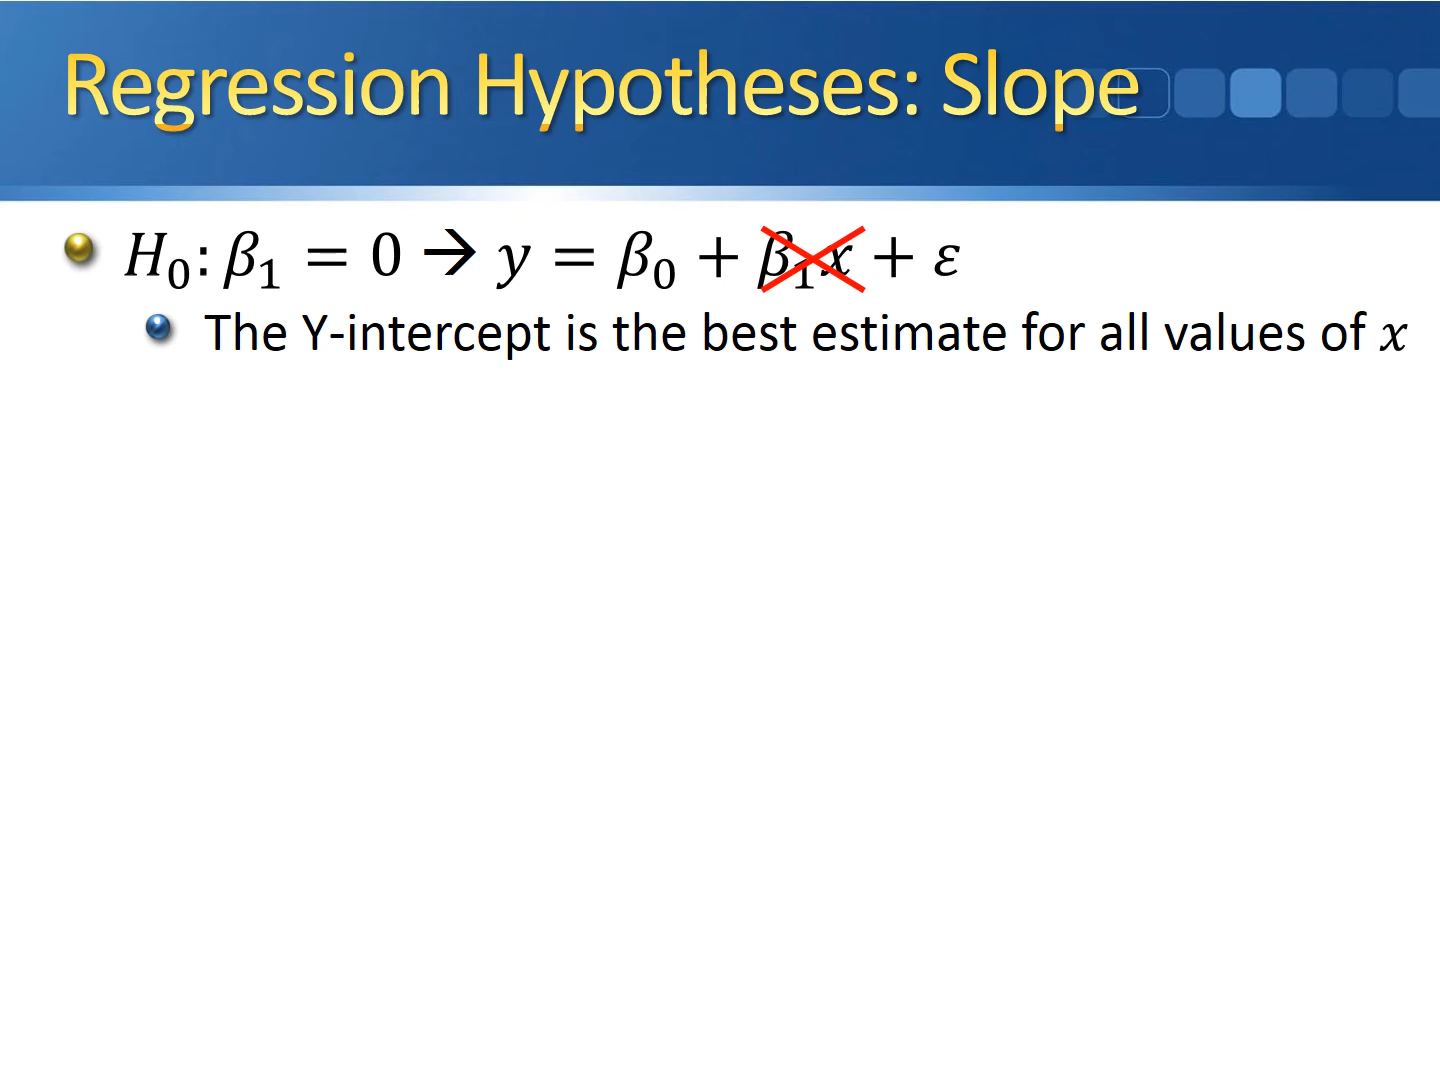 Regression Hypotheses: Slope
H₀: β₁ = 0 → y = β₀ + β₁x + ε
The Y-intercept is the best estimate for all values of x